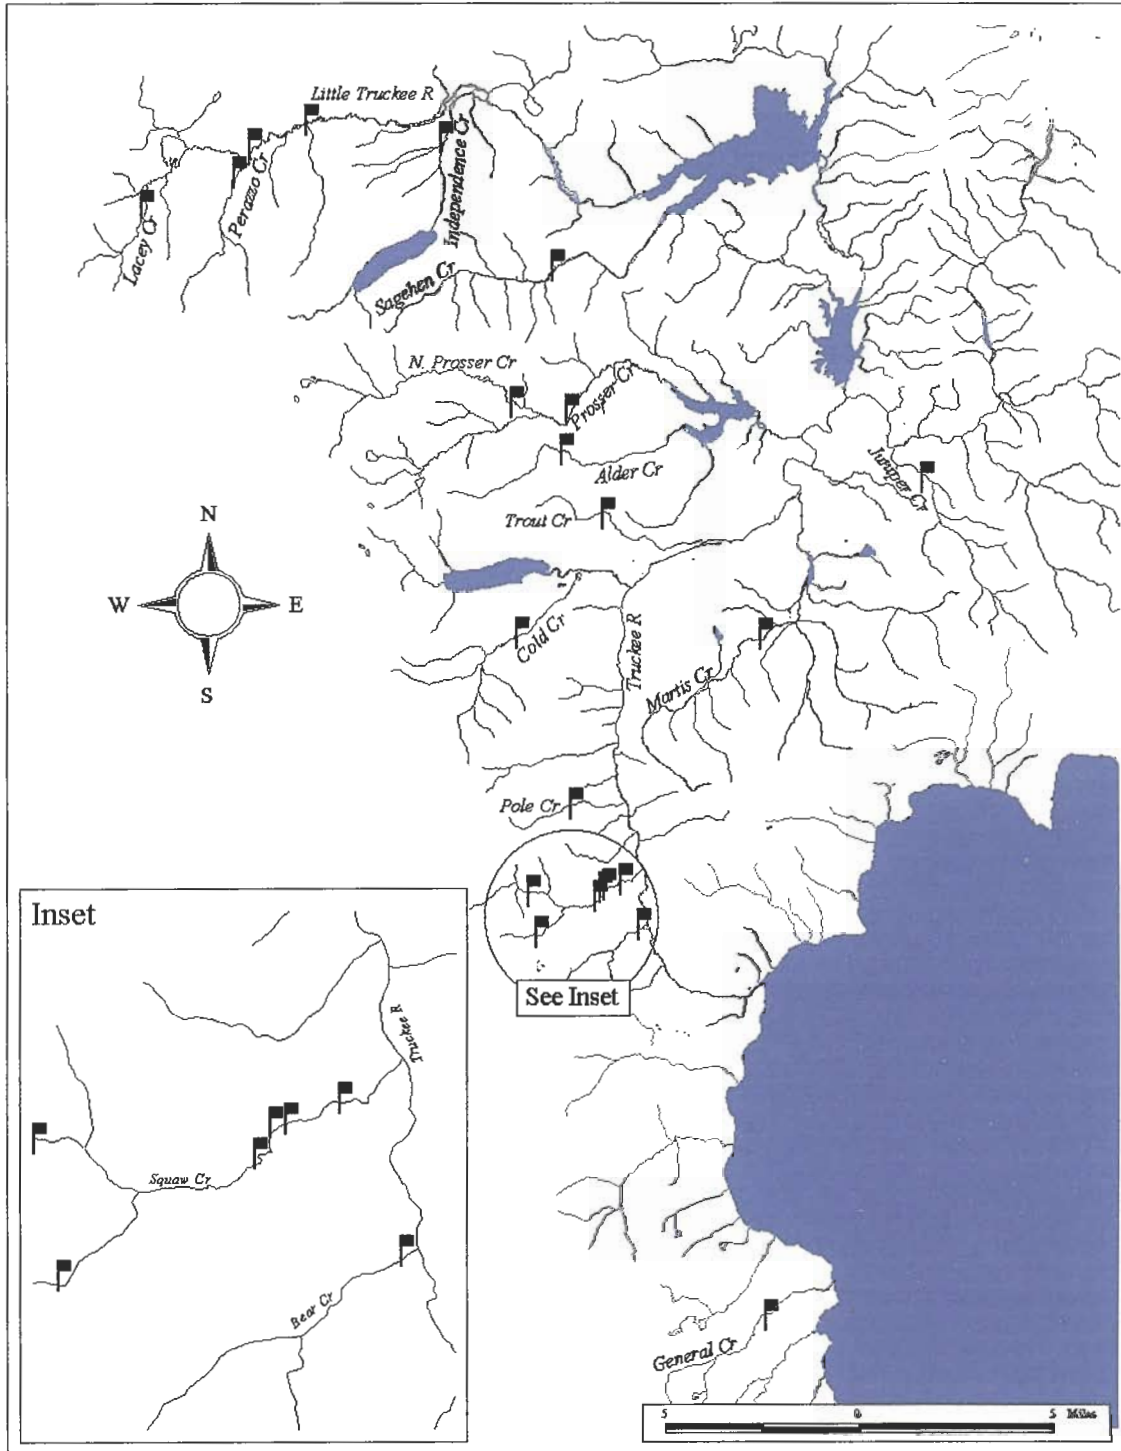 Little Truckee R
Independence Cr
Perazzo Cr
Lacey Cr
Sagehen Cr
N. Prosser Cr
Prosser Cr
Alder Cr
Juniper Cr
Trout Cr
N
W
E
S
Cold Cr
Truckee R
Martis Cr
Pole Cr
See Inset
Inset
Truckee R
Squaw Cr
Bear Cr
General Cr
5 0 5 Miles